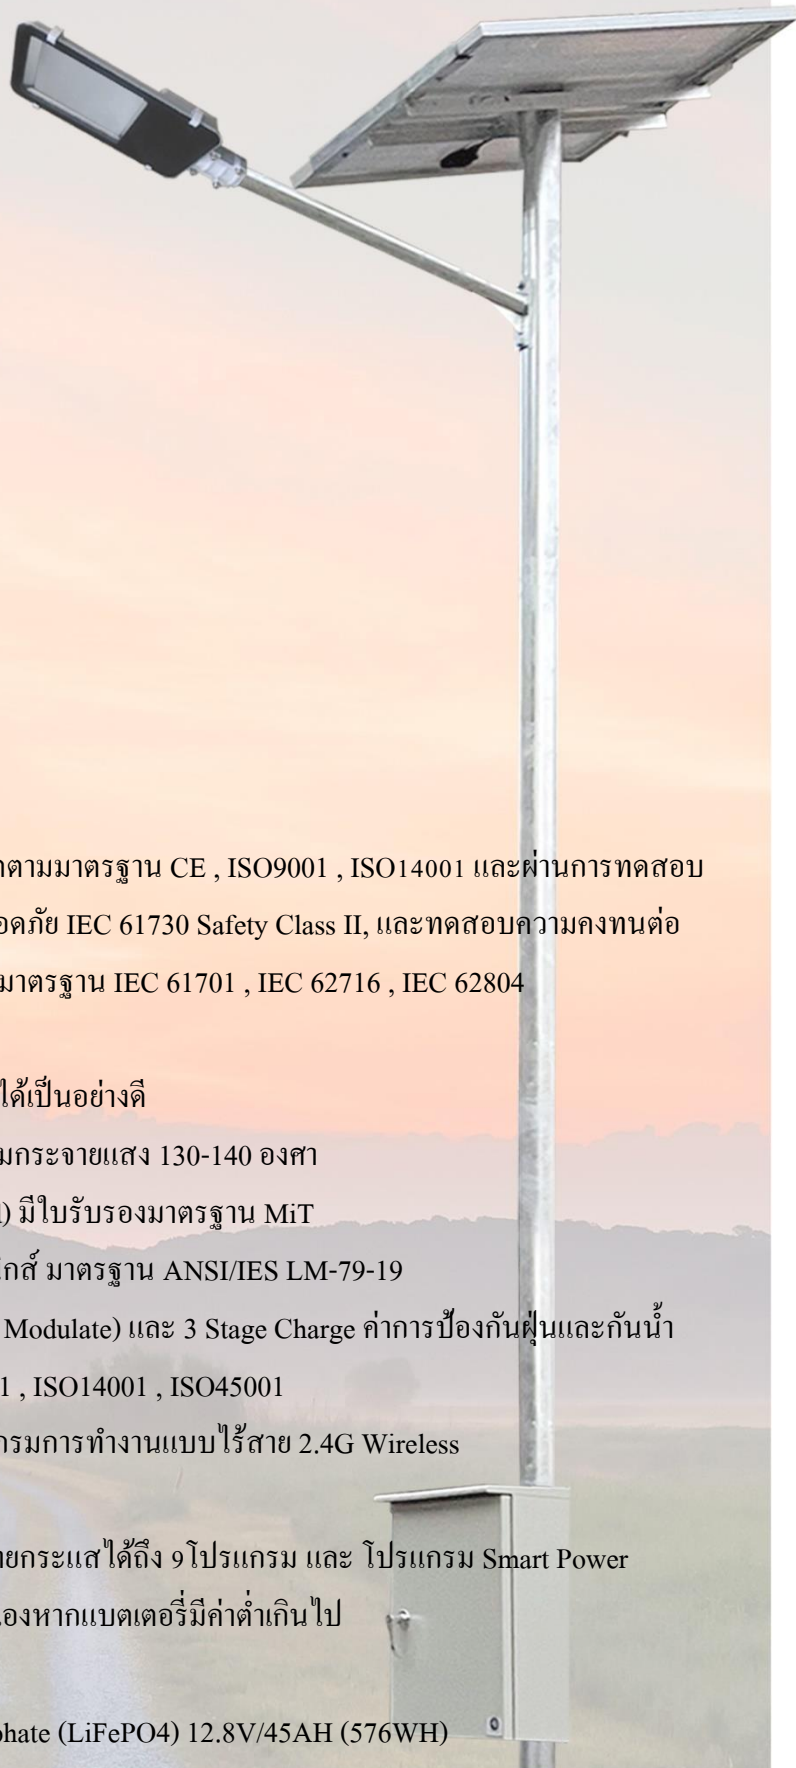 ตามมาตรฐาน CE , ISO9001 , ISO14001 และผ่านการทดสอบ
อดภัย IEC 61730 Safety Class II, และทดสอบความคงทนต่อ
มาตรฐาน IEC 61701 , IEC 62716 , IEC 62804
ได้เป็นอย่างดี
มกระจายแสง 130-140 องศา
) มีใบรับรองมาตรฐาน MiT
กส์ มาตรฐาน ANSI/IES LM-79-19
Modulate) และ 3 Stage Charge ค่าการป้องกันฝุ่นและกันน้ำ
1 , ISO14001 , ISO45001
กรมการทำงานแบบไร้สาย 2.4G Wireless
ายกระแสได้ถึง 9โปรแกรม และ โปรแกรม Smart Power
องหากแบตเตอรี่มีค่าต่ำเกินไป
phate (LiFePO4) 12.8V/45AH (576WH)